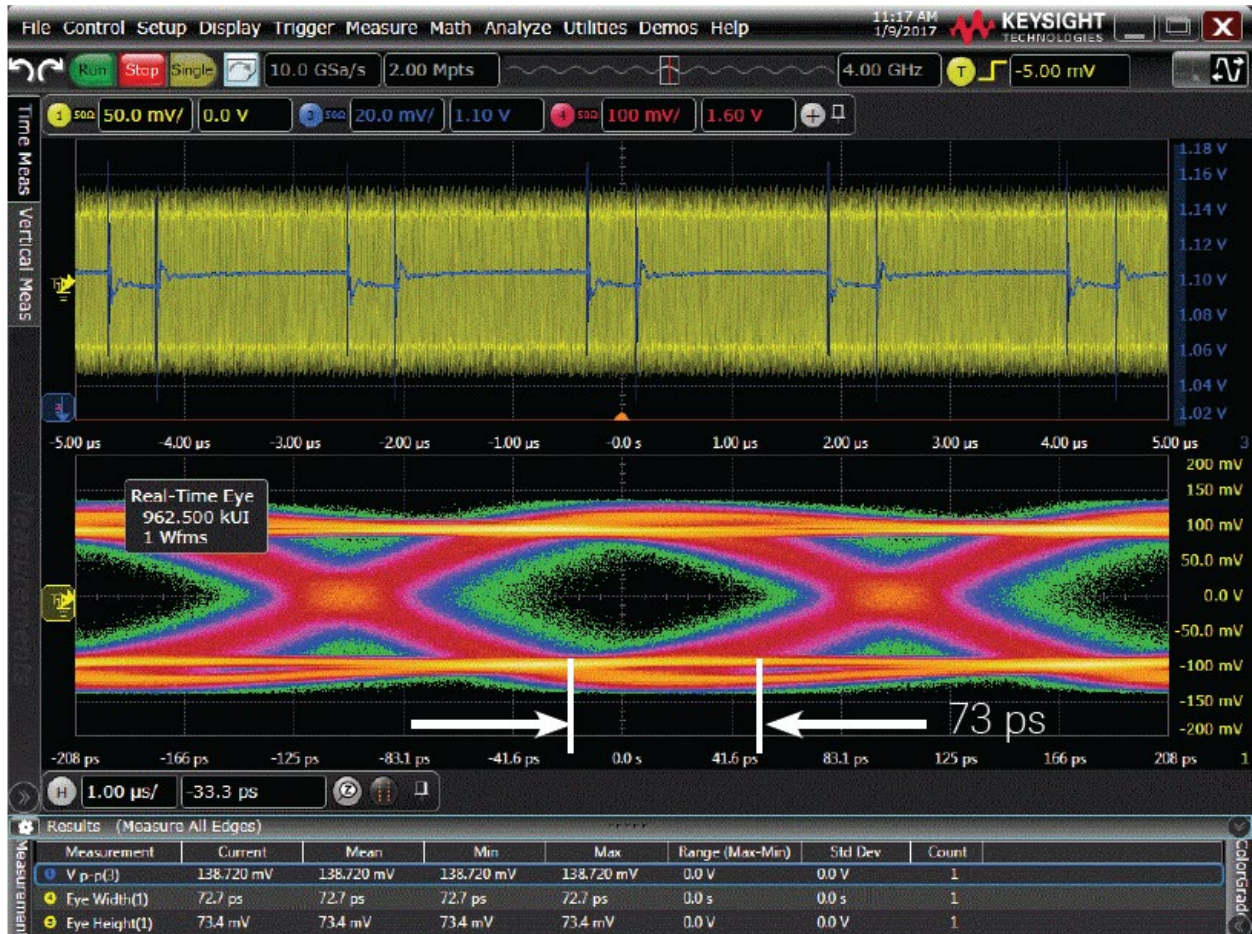 File Control Setup Display Trigger Measure Math Analyze Utilities Demos Help
11:17 AM
1/9/2017
KEYSIGHT
TECHNOLOGIES
Run Stop Single 10.0 GSa/s 2.00 Mpts 4.00 GHz T -5.00 mV
1 50Ω 50.0 mV/ 0.0 V 3 50Ω 20.0 mV/ 1.10 V 4 50Ω 100 mV/ 1.60 V
Time Meas
Vertical Meas
Measurements
1.18 V
1.16 V
1.14 V
1.12 V
1.10 V
1.08 V
1.06 V
1.04 V
1.02 V
-5.00 µs -4.00 µs -3.00 µs -2.00 µs -1.00 µs -0.0 s 1.00 µs 2.00 µs 3.00 µs 4.00 µs 5.00 µs 3
Real-Time Eye
962.500 kUI
1 Wfms
200 mV
150 mV
100 mV
50.0 mV
0.0 V
-50.0 mV
-100 mV
-150 mV
-200 mV
73 ps
-208 ps -166 ps -125 ps -83.1 ps -41.6 ps 0.0 s 41.6 ps 83.1 ps 125 ps 166 ps 208 ps 1
H 1.00 µs/ -33.3 ps Z
Results (Measure All Edges)
Measurement Current Mean Min Max Range (Max-Min) Std Dev Count
V p-p(3) 138.720 mV 138.720 mV 138.720 mV 138.720 mV 0.0 V 0.0 V 1
4 Eye Width(1) 72.7 ps 72.7 ps 72.7 ps 72.7 ps 0.0 s 0.0 s 1
5 Eye Height(1) 73.4 mV 73.4 mV 73.4 mV 73.4 mV 0.0 V 0.0 V 1
Measuremen
ColorGrad